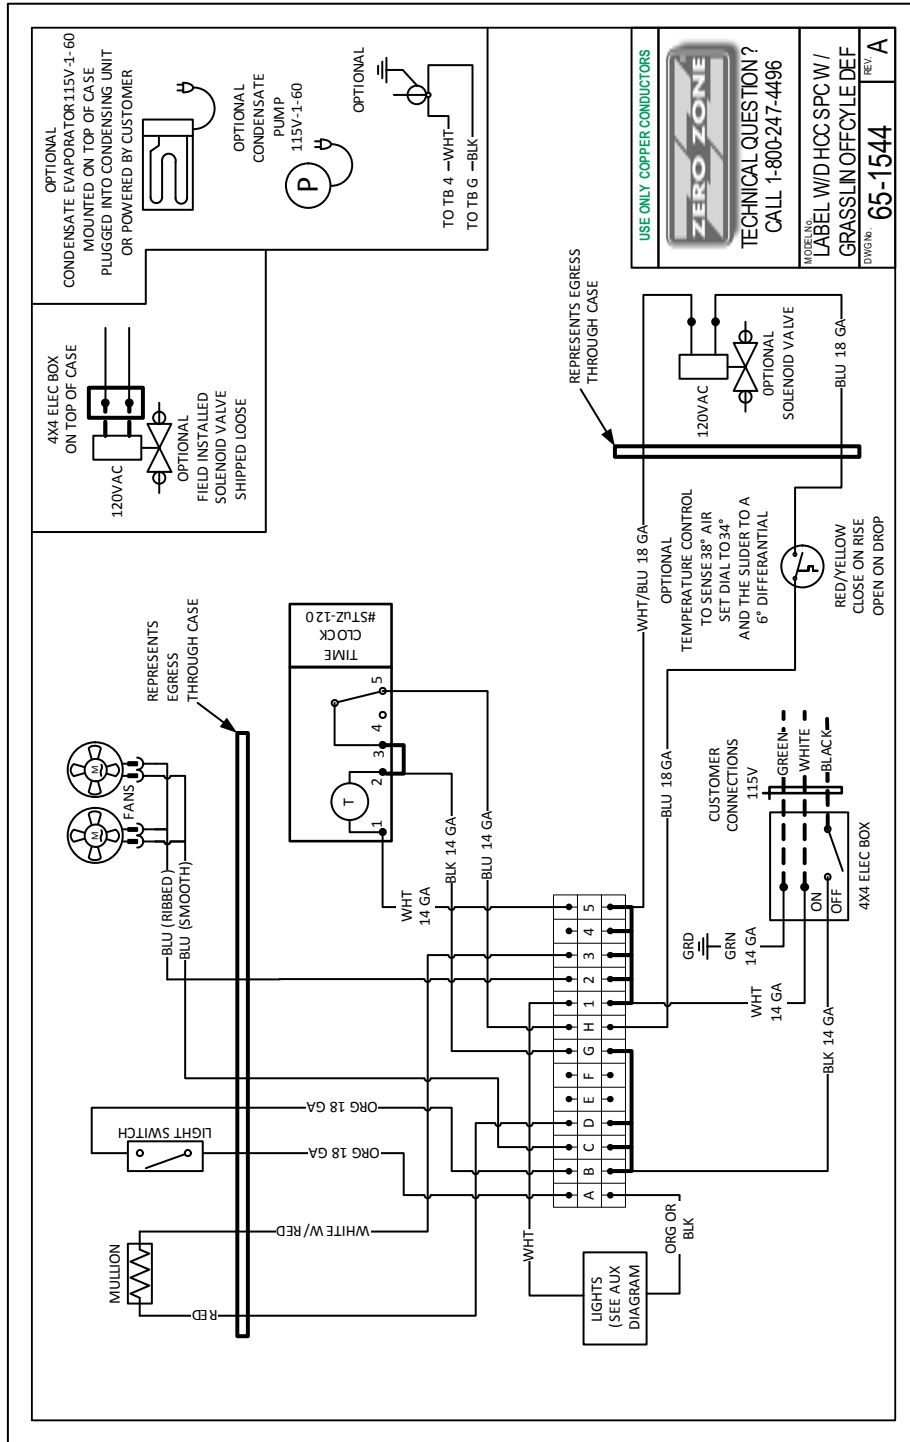 OPTIONAL
CONDENSATE EVAPORATOR115V-1-60
MOUNTED ON TOP OF CASE
PLUGGED INTO CONDENSING UNIT
OR POWERED BY CUSTOMER
OPTIONAL
CONDENSATE
PUMP
115V-1-60
P
OPTIONAL
TO TB 4
WHT
TO TB G
BLK
4X4 ELEC BOX
ON TOP OF CASE
120VAC
OPTIONAL
FIELD INSTALLED
SOLENOID VALVE
SHIPPED LOOSE
REPRESENTS
EGRESS
THROUGH CASE
M
M
FANS
BLU (RIBBED)
BLU (SMOOTH)
LIGHT SWITCH
ORG 18 GA
ORG 18 GA
MULLION
WHITE W/RED
RED
TIME
CLOCK
#STuZ-120
T
1
2
3
4
5
WHT
14 GA
BLK 14 GA
BLU 14 GA
A
B
C
D
E
F
G
H
1
2
3
4
5
WHT
LIGHTS
(SEE AUX
DIAGRAM
ORG OR
BLK
WHT/BLU 18 GA
OPTIONAL
TEMPERATURE CONTROL
TO SENSE 38° AIR
SET DIAL TO34°
AND THE SLIDER TO A
6° DIFFERANTIAL
BLU 18GA
RED/YELLOW
CLOSE ON RISE
OPEN ON DROP
REPRESENTS EGRESS
THROUGH CASE
120VAC
OPTIONAL
SOLENOID VALVE
BLU 18 GA
CUSTOMER
CONNECTIONS
115V
GREEN
WHITE
BLACK
GRD
GRN
14 GA
WHT
14 GA
ON
OFF
4X4 ELEC BOX
BLK 14 GA
USE ONLY COPPER CONDUCTORS
ZERO ZONE
TECHNICAL QUESTION ?
CALL 1-800-247-4496
MODEL No.
LABEL W/D HCC SPC W/
GRASSLIN OFFCYLE DEF
DWG No.
65-1544
REV.
A